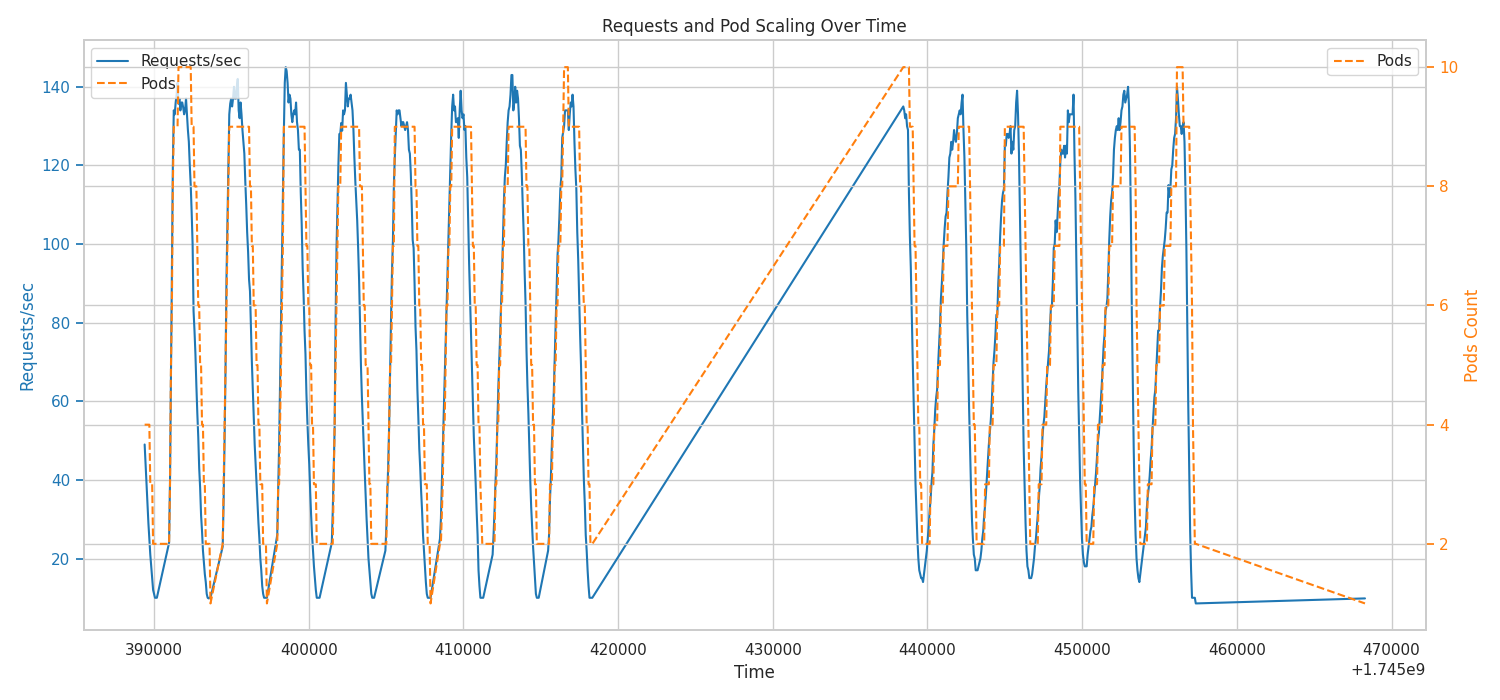 Requests and Pod Scaling Over Time
Requests/sec
Pods
Pods
140
120
100
80
60
40
20
Requests/sec
10
8
6
4
2
Pods Count
390000 400000 410000 420000 430000 440000 450000 460000 470000
Time
+1.745e9